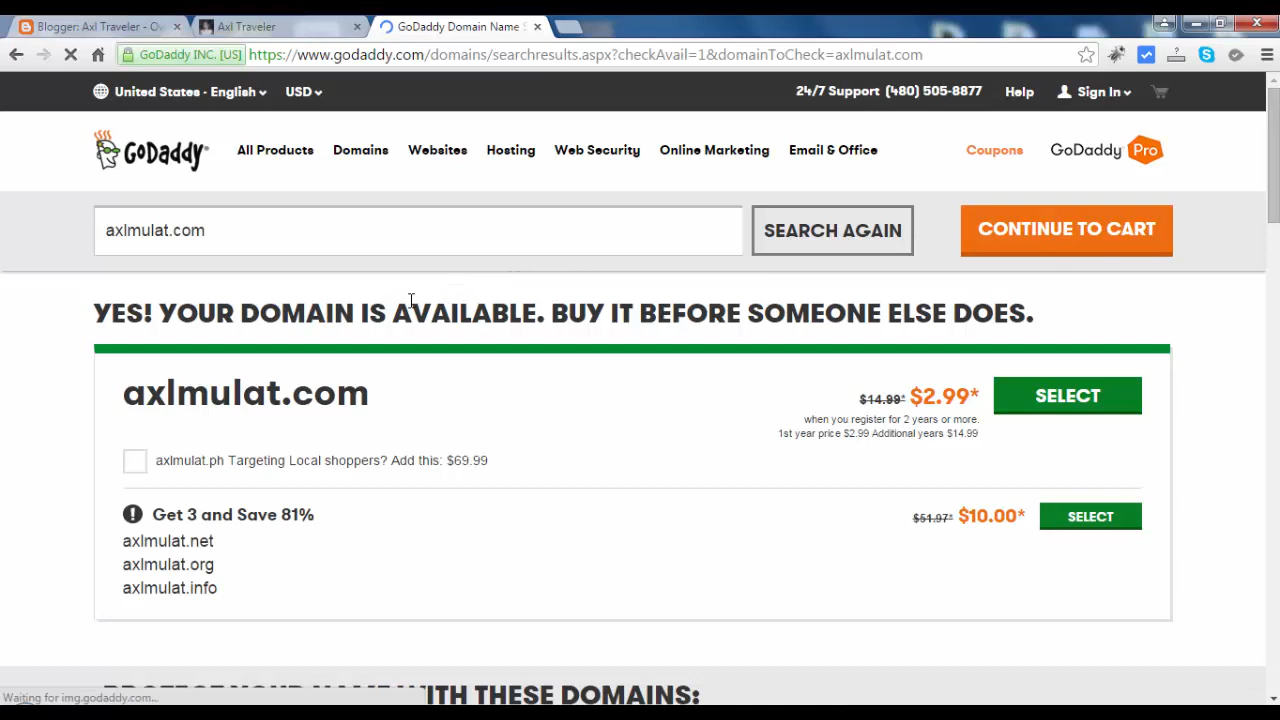 Blogger: Axl Traveler - Ov
Axl Traveler
GoDaddy Domain Name S
GoDaddy INC. [US]
https://www.godaddy.com/domains/searchresults.aspx?checkAvail=1&domainToCheck=axlmulat.com
United States - English
USD
24/7 Support (480) 505-8877
Help
Sign In
GoDaddy
All Products
Domains
Websites
Hosting
Web Security
Online Marketing
Email & Office
Coupons
GoDaddy Pro
axlmulat.com
SEARCH AGAIN
CONTINUE TO CART
YES! YOUR DOMAIN IS AVAILABLE. BUY IT BEFORE SOMEONE ELSE DOES.
axlmulat.com
$14.99* $2.99*
SELECT
when you register for 2 years or more.
1st year price $2.99 Additional years $14.99
axlmulat.ph Targeting Local shoppers? Add this: $69.99
! Get 3 and Save 81%
$51.97* $10.00*
SELECT
axlmulat.net
axlmulat.org
axlmulat.info
PROTECT YOUR NAME WITH THESE DOMAINS:
Waiting for img.godaddy.com...